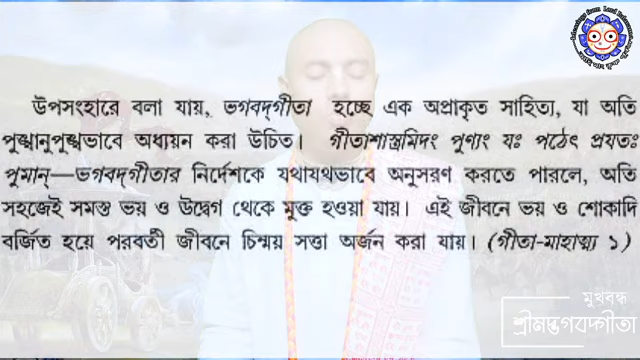 উপসংহারে বলা যায়, ভগবদ্‌গীতা হচ্ছে এক অপ্রাকৃত সাহিত্য, যা অতি
পুঙ্খানুপুঙ্খভাবে অধ্যয়ন করা উচিত। গীতাশাস্ত্রমিদং পুণ্যং যঃ পঠেৎ প্রযতঃ
পুমান্—ভগবদ্‌গীতার নির্দেশকে যথাযথভাবে অনুসরণ করতে পারলে, অতি
সহজেই সমস্ত ভয় ও উদ্বেগ থেকে মুক্ত হওয়া যায়। এই জীবনে ভয় ও শোকাদি
বর্জিত হয়ে পরবর্তী জীবনে চিন্ময় সত্তা অর্জন করা যায়। (গীতা-মাহাত্ম্য ১)
মুখবন্ধ
শ্রীমদ্ভগবদ্গীতা